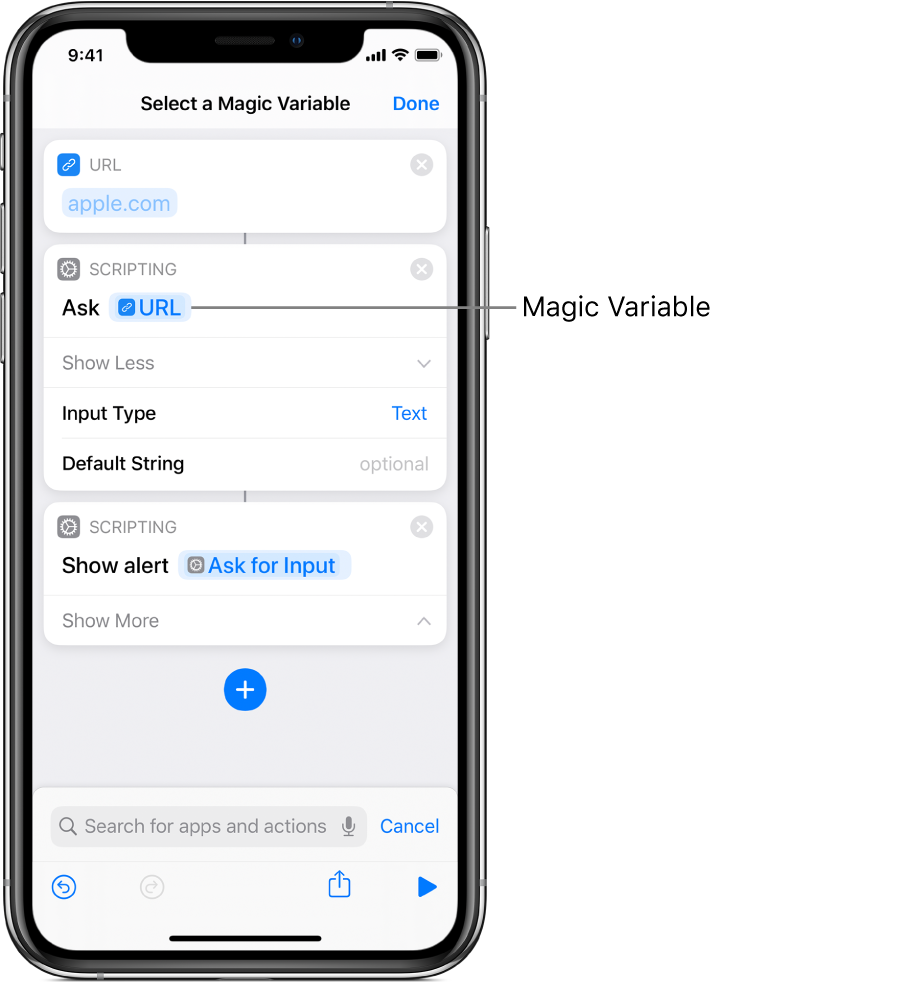 9:41
Select a Magic Variable Done
URL
apple.com
SCRIPTING
Ask URL
Magic Variable
Show Less
Input Type Text
Default String optional
SCRIPTING
Show alert Ask for Input
Show More
Search for apps and actions Cancel